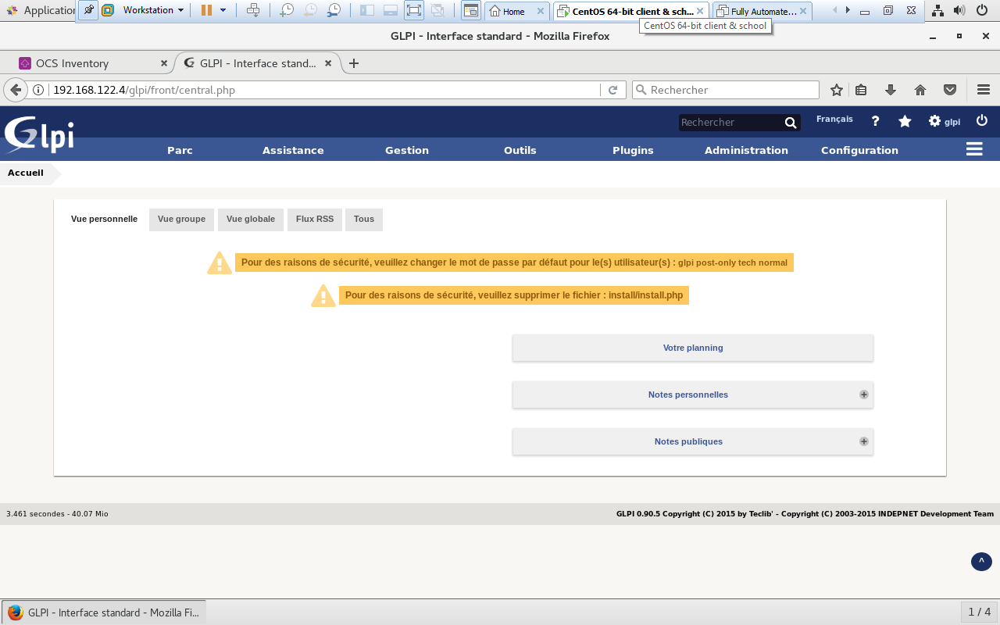 Application
Workstation
Home
CentOS 64-bit client & sch...
Fully Automate...
CentOS 64-bit client & school
GLPI - Interface standard - Mozilla Firefox
OCS Inventory
GLPI - Interface stand...
192.168.122.4/glpi/front/central.php
Rechercher
Glpi
Rechercher
Français
?
glpi
Parc
Assistance
Gestion
Outils
Plugins
Administration
Configuration
Accueil
Vue personnelle
Vue groupe
Vue globale
Flux RSS
Tous
Pour des raisons de sécurité, veuillez changer le mot de passe par défaut pour le(s) utilisateur(s) : glpi post-only tech normal
Pour des raisons de sécurité, veuillez supprimer le fichier : install/install.php
Votre planning
Notes personnelles
Notes publiques
3.461 secondes - 40.07 Mio
GLPI 0.90.5 Copyright (C) 2015 by Teclib' - Copyright (C) 2003-2015 INDEPNET Development Team
^
GLPI - Interface standard - Mozilla Fi...
1 / 4